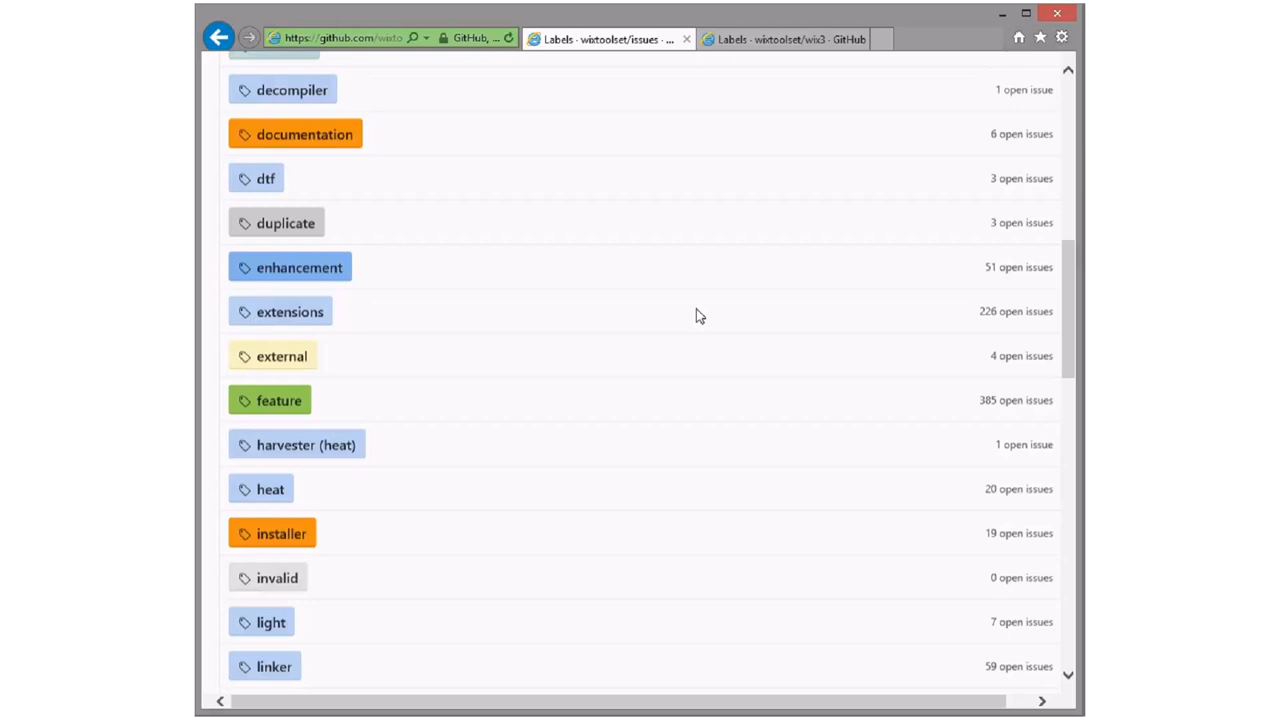 https://github.com/wixto
GitHub, ...
Labels · wixtoolset/issues · ...
Labels · wixtoolset/wix3 · GitHub
decompiler 1 open issue
documentation 6 open issues
dtf 3 open issues
duplicate 3 open issues
enhancement 51 open issues
extensions 226 open issues
external 4 open issues
feature 385 open issues
harvester (heat) 1 open issue
heat 20 open issues
installer 19 open issues
invalid 0 open issues
light 7 open issues
linker 59 open issues